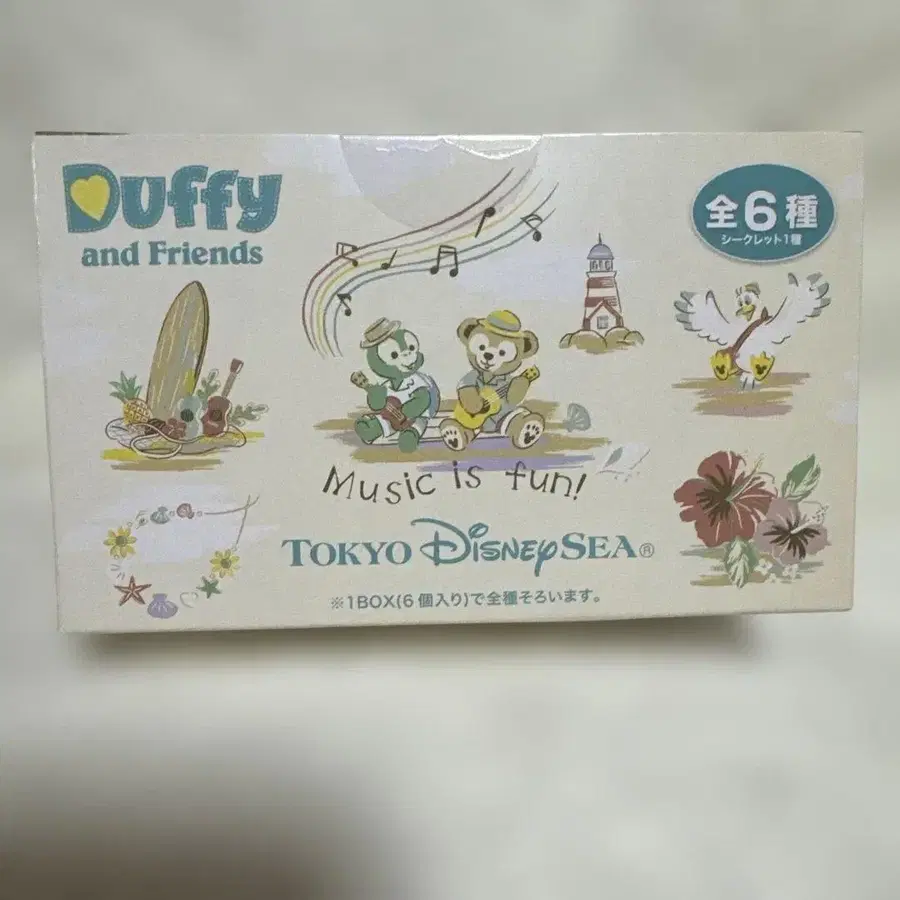 Duffy
and Friends
全6種
シークレット1種
Music is fun!
TOKYO DISNEYSEA®
※1BOX(6個入り)で全種そろいます。